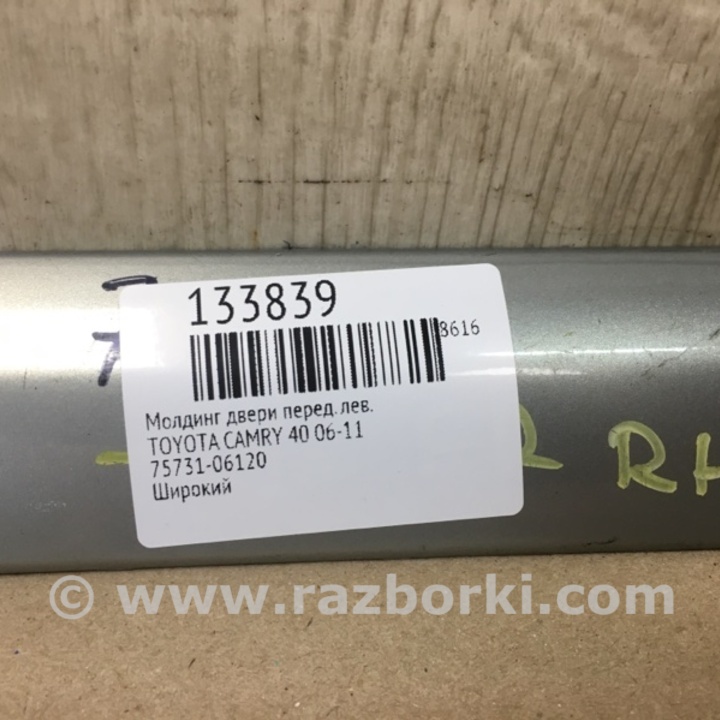 133839
8616
Молдинг двери перед. лев.
TOYOTA CAMRY 40 06-11
75731-06120
Широкий
R RH
© www.razborki.com